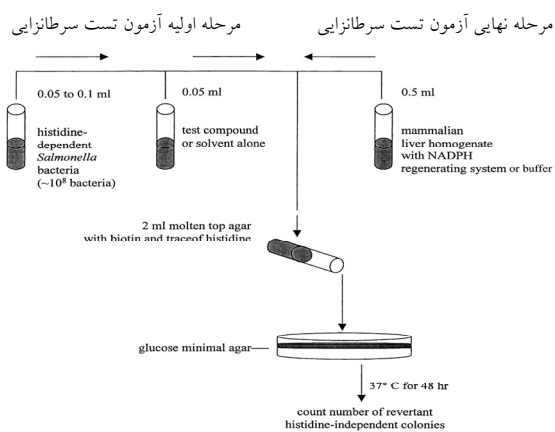 مرحله اولیه آزمون تست سرطانزایی
مرحله نهایی آزمون تست سرطانزایی
0.05 to 0.1 ml
0.05 ml
0.5 ml
histidine-
dependent
Salmonella
bacteria
(~10⁸ bacteria)
test compound
or solvent alone
mammalian
liver homogenate
with NADPH
regenerating system or buffer
2 ml molten top agar
with biotin and traceof histidine
glucose minimal agar
37° C for 48 hr
count number of revertant
histidine-independent colonies